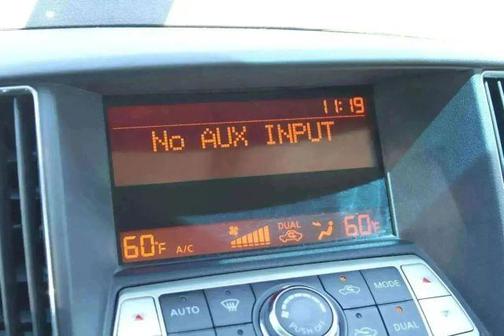 11:19
No AUX INPUT
DUAL
60°F A/C 60°F
AUTO MODE
PUSH DUAL